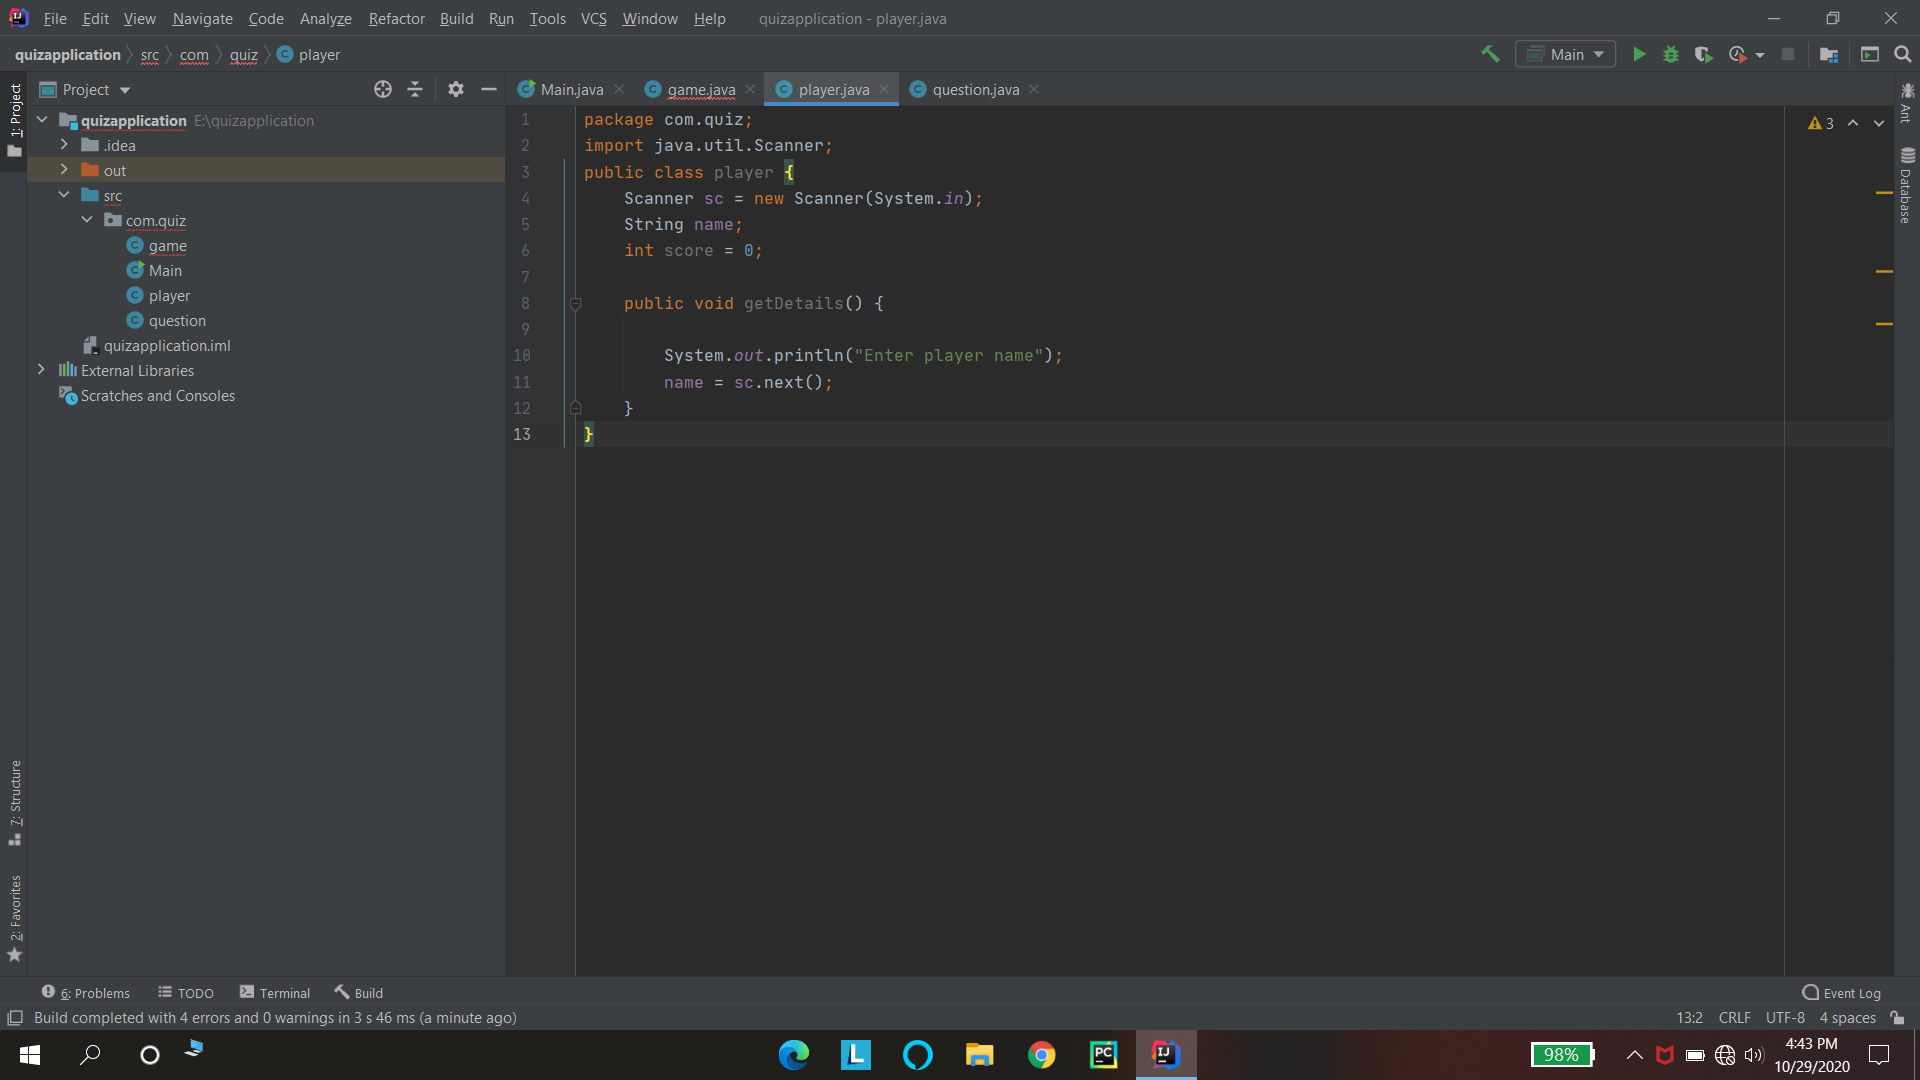 File Edit View Navigate Code Analyze Refactor Build Run Tools VCS Window Help quizapplication - player.java
quizapplication src com quiz player Main
1: Project
Project
Main.java game.java player.java question.java
quizapplication E:\quizapplication
.idea
out
src
com.quiz
game
Main
player
question
quizapplication.iml
External Libraries
Scratches and Consoles
1 package com.quiz;
2 import java.util.Scanner;
3 public class player {
4 Scanner sc = new Scanner(System.in);
5 String name;
6 int score = 0;
7
8 public void getDetails() {
9
10 System.out.println("Enter player name");
11 name = sc.next();
12 }
13 }
3
Ant
Database
7: Structure
2: Favorites
6: Problems TODO Terminal Build Event Log
Build completed with 4 errors and 0 warnings in 3 s 46 ms (a minute ago) 13:2 CRLF UTF-8 4 spaces
L PC IJ 98% 4:43 PM
10/29/2020